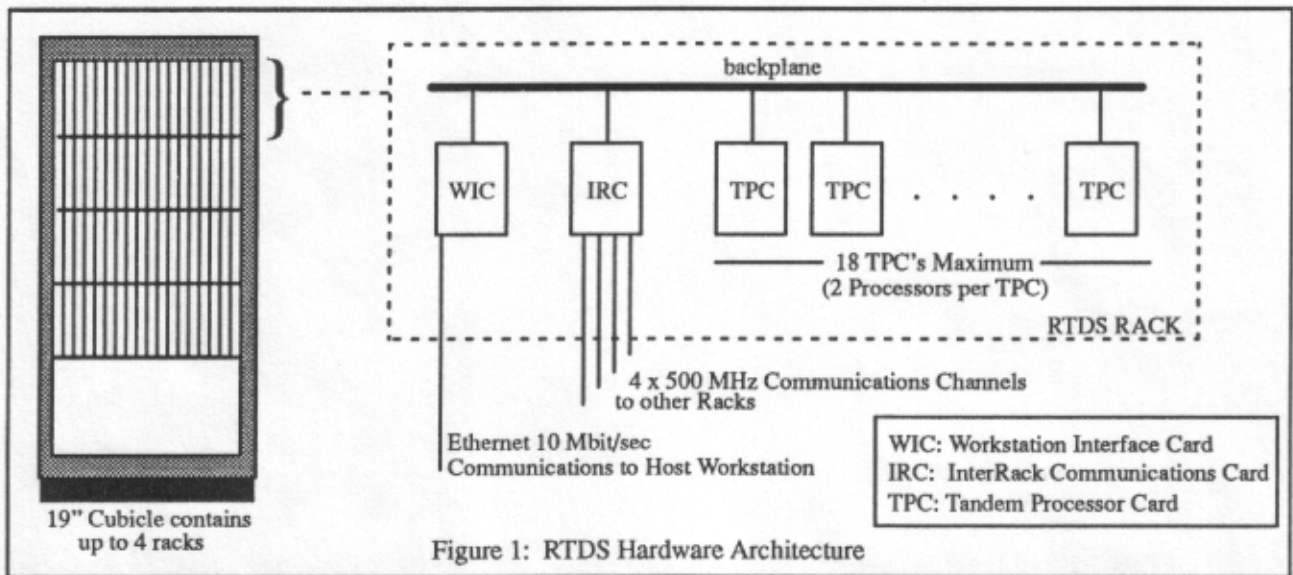 backplane
WIC
IRC
TPC
TPC
. . . .
TPC
18 TPC's Maximum
(2 Processors per TPC)
RTDS RACK
4 x 500 MHz Communications Channels
to other Racks
Ethernet 10 Mbit/sec
Communications to Host Workstation
WIC: Workstation Interface Card
IRC: InterRack Communications Card
TPC: Tandem Processor Card
19" Cubicle contains
up to 4 racks
Figure 1: RTDS Hardware Architecture